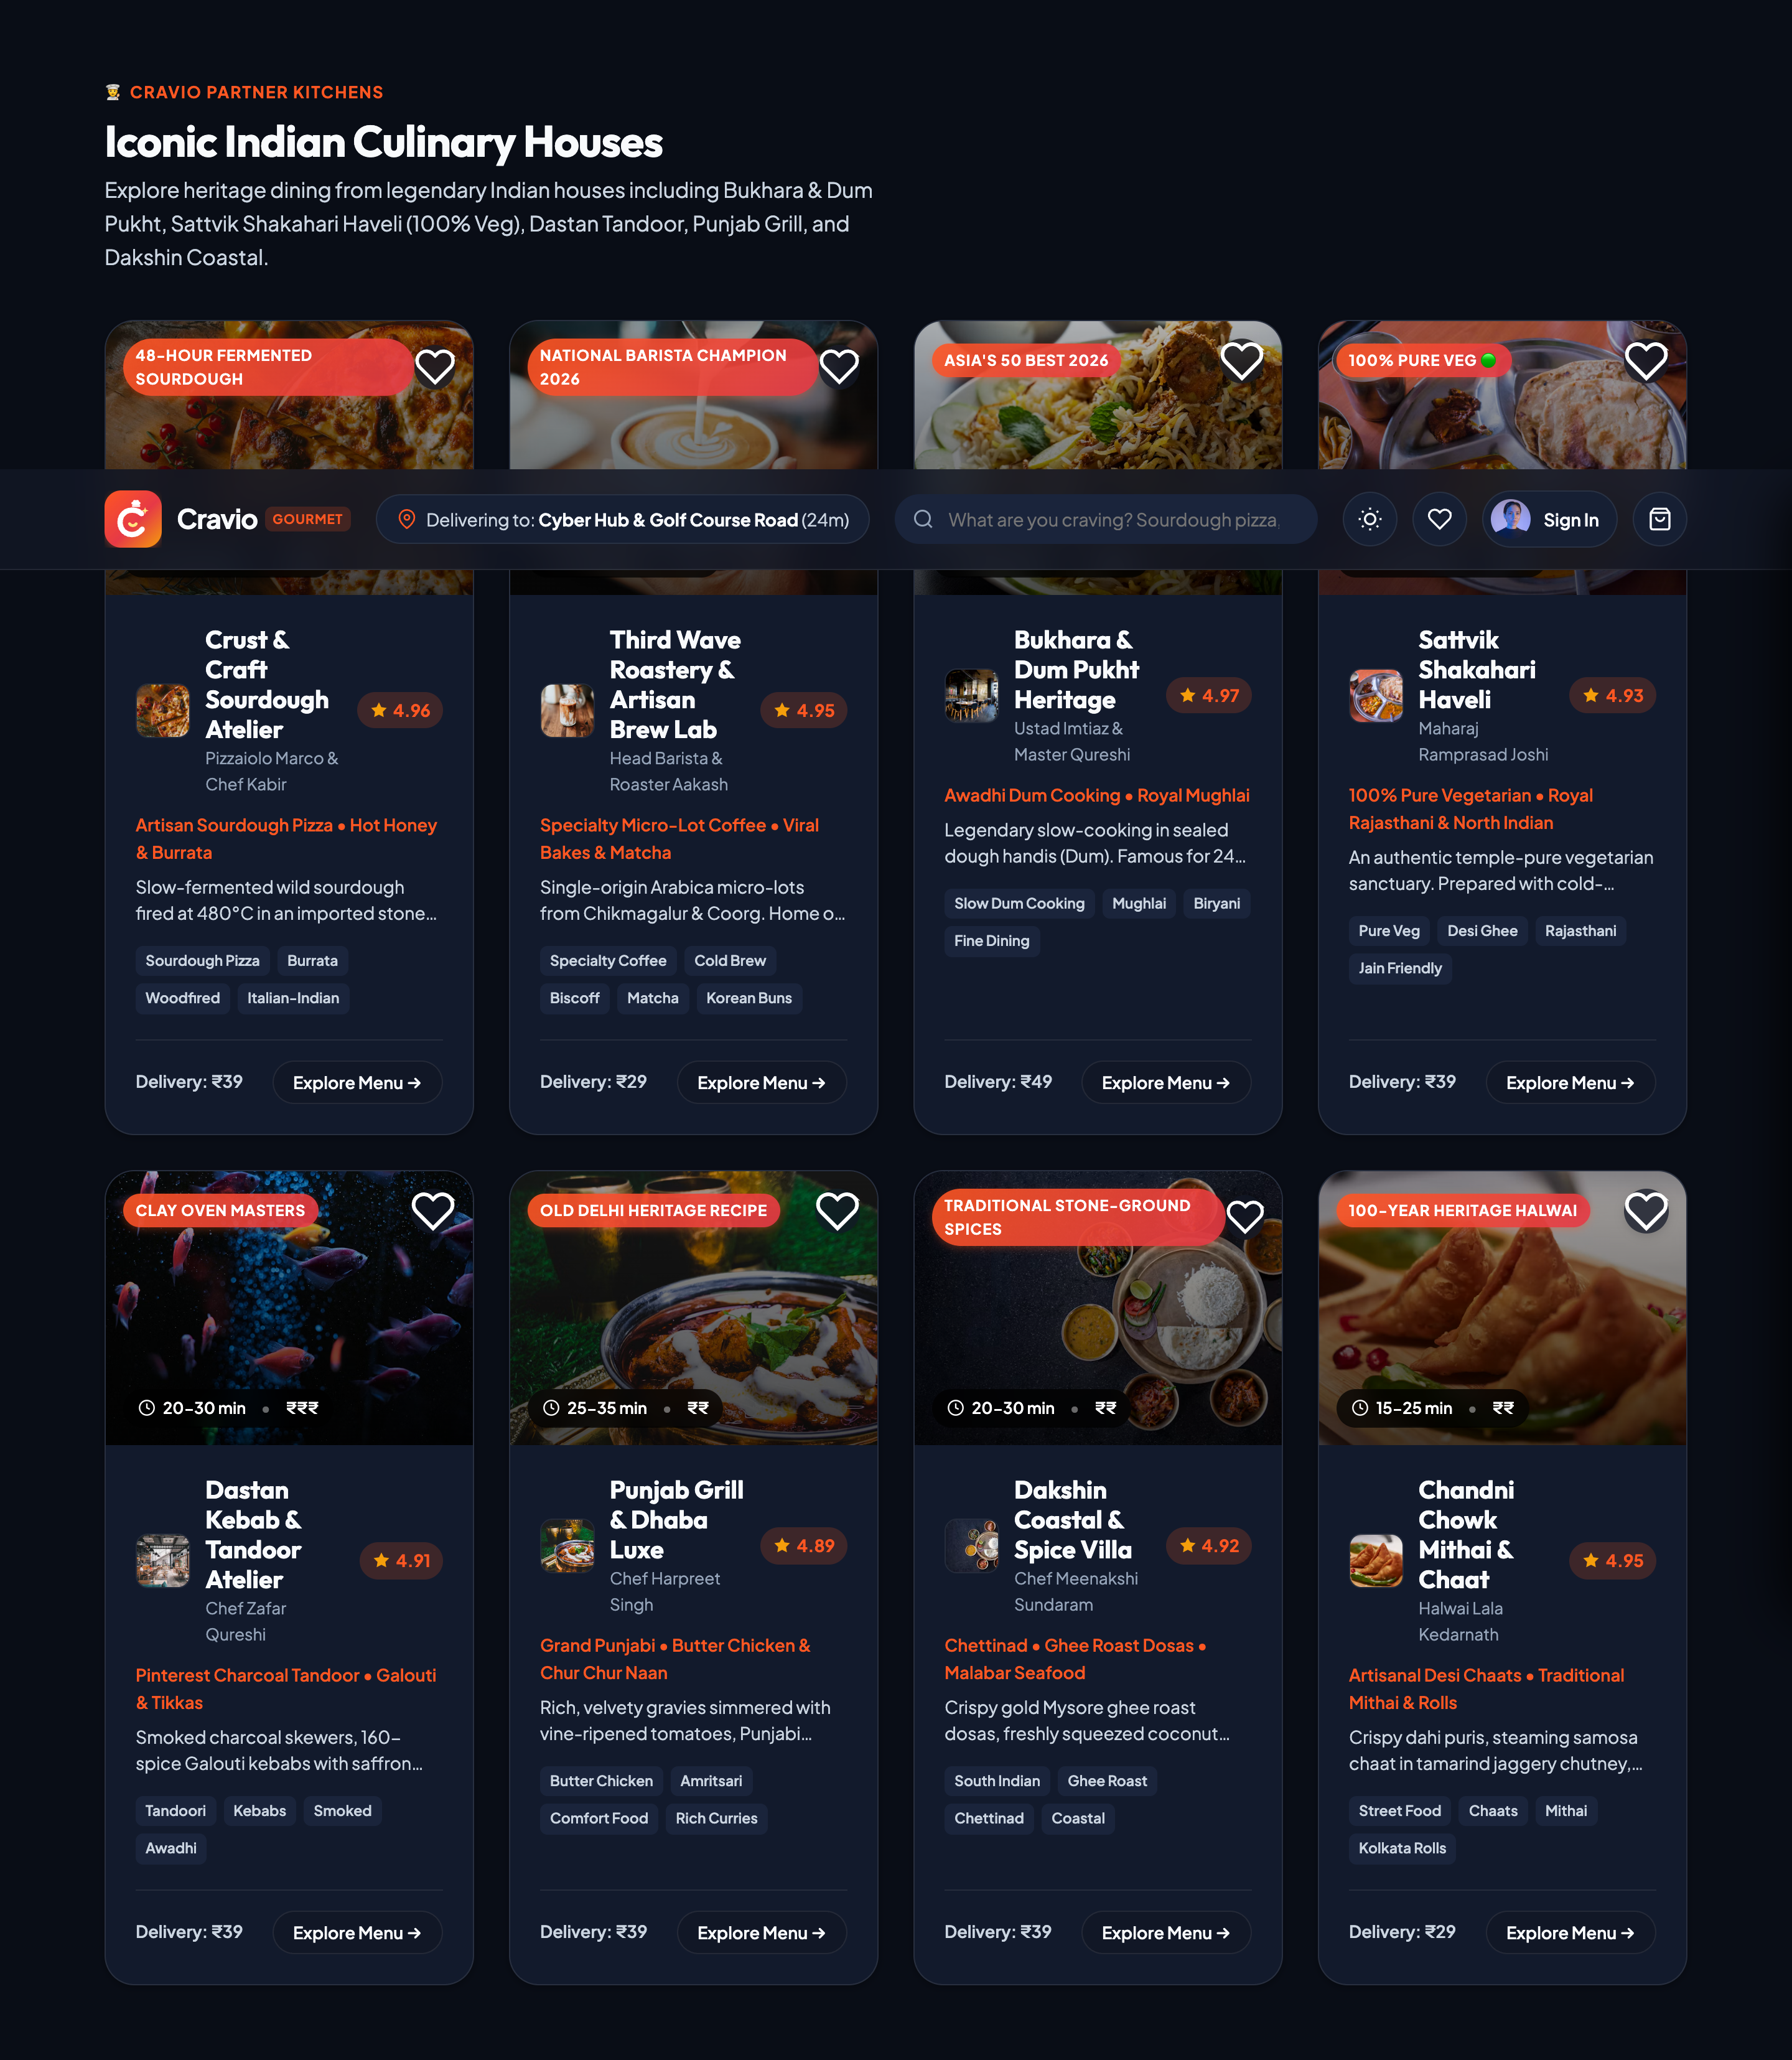 CRAVIO PARTNER KITCHENS
Iconic Indian Culinary Houses
Explore heritage dining from legendary Indian houses including Bukhara & Dum
Pukht, Sattvik Shakahari Haveli (100% Veg), Dastan Tandoor, Punjab Grill, and
Dakshin Coastal.
48-HOUR FERMENTED
SOURDOUGH
NATIONAL BARISTA CHAMPION
2026
ASIA'S 50 BEST 2026
100% PURE VEG
Cravio GOURMET
Delivering to: Cyber Hub & Golf Course Road (24m)
What are you craving? Sourdough pizza,
Sign In
Crust &
Craft
Sourdough
Atelier
Pizzaiolo Marco &
Chef Kabir
4.96
Artisan Sourdough Pizza • Hot Honey
& Burrata
Slow-fermented wild sourdough
fired at 480°C in an imported stone...
Sourdough Pizza Burrata
Woodfired Italian-Indian
Delivery: ₹39 Explore Menu →
Third Wave
Roastery &
Artisan
Brew Lab
Head Barista &
Roaster Aakash
4.95
Specialty Micro-Lot Coffee • Viral
Bakes & Matcha
Single-origin Arabica micro-lots
from Chikmagalur & Coorg. Home o...
Specialty Coffee Cold Brew
Biscoff Matcha Korean Buns
Delivery: ₹29 Explore Menu →
Bukhara &
Dum Pukht
Heritage
Ustad Imtiaz &
Master Qureshi
4.97
Awadhi Dum Cooking • Royal Mughlai
Legendary slow-cooking in sealed
dough handis (Dum). Famous for 24...
Slow Dum Cooking Mughlai Biryani
Fine Dining
Delivery: ₹49 Explore Menu →
Sattvik
Shakahari
Haveli
Maharaj
Ramprasad Joshi
4.93
100% Pure Vegetarian • Royal
Rajasthani & North Indian
An authentic temple-pure vegetarian
sanctuary. Prepared with cold-...
Pure Veg Desi Ghee Rajasthani
Jain Friendly
Delivery: ₹39 Explore Menu →
CLAY OVEN MASTERS
20–30 min • ₹₹₹
Dastan
Kebab &
Tandoor
Atelier
Chef Zafar
Qureshi
4.91
Pinterest Charcoal Tandoor • Galouti
& Tikkas
Smoked charcoal skewers, 160-
spice Galouti kebabs with saffron...
Tandoori Kebabs Smoked
Awadhi
Delivery: ₹39 Explore Menu →
OLD DELHI HERITAGE RECIPE
25–35 min • ₹₹
Punjab Grill
& Dhaba
Luxe
Chef Harpreet
Singh
4.89
Grand Punjabi • Butter Chicken &
Chur Chur Naan
Rich, velvety gravies simmered with
vine-ripened tomatoes, Punjabi...
Butter Chicken Amritsari
Comfort Food Rich Curries
Delivery: ₹39 Explore Menu →
TRADITIONAL STONE-GROUND
SPICES
20–30 min • ₹₹
Dakshin
Coastal &
Spice Villa
Chef Meenakshi
Sundaram
4.92
Chettinad • Ghee Roast Dosas •
Malabar Seafood
Crispy gold Mysore ghee roast
dosas, freshly squeezed coconut...
South Indian Ghee Roast
Chettinad Coastal
Delivery: ₹39 Explore Menu →
100-YEAR HERITAGE HALWAI
15–25 min • ₹₹
Chandni
Chowk
Mithai &
Chaat
Halwai Lala
Kedarnath
4.95
Artisanal Desi Chaats • Traditional
Mithai & Rolls
Crispy dahi puris, steaming samosa
chaat in tamarind jaggery chutney,...
Street Food Chaats Mithai
Kolkata Rolls
Delivery: ₹29 Explore Menu →